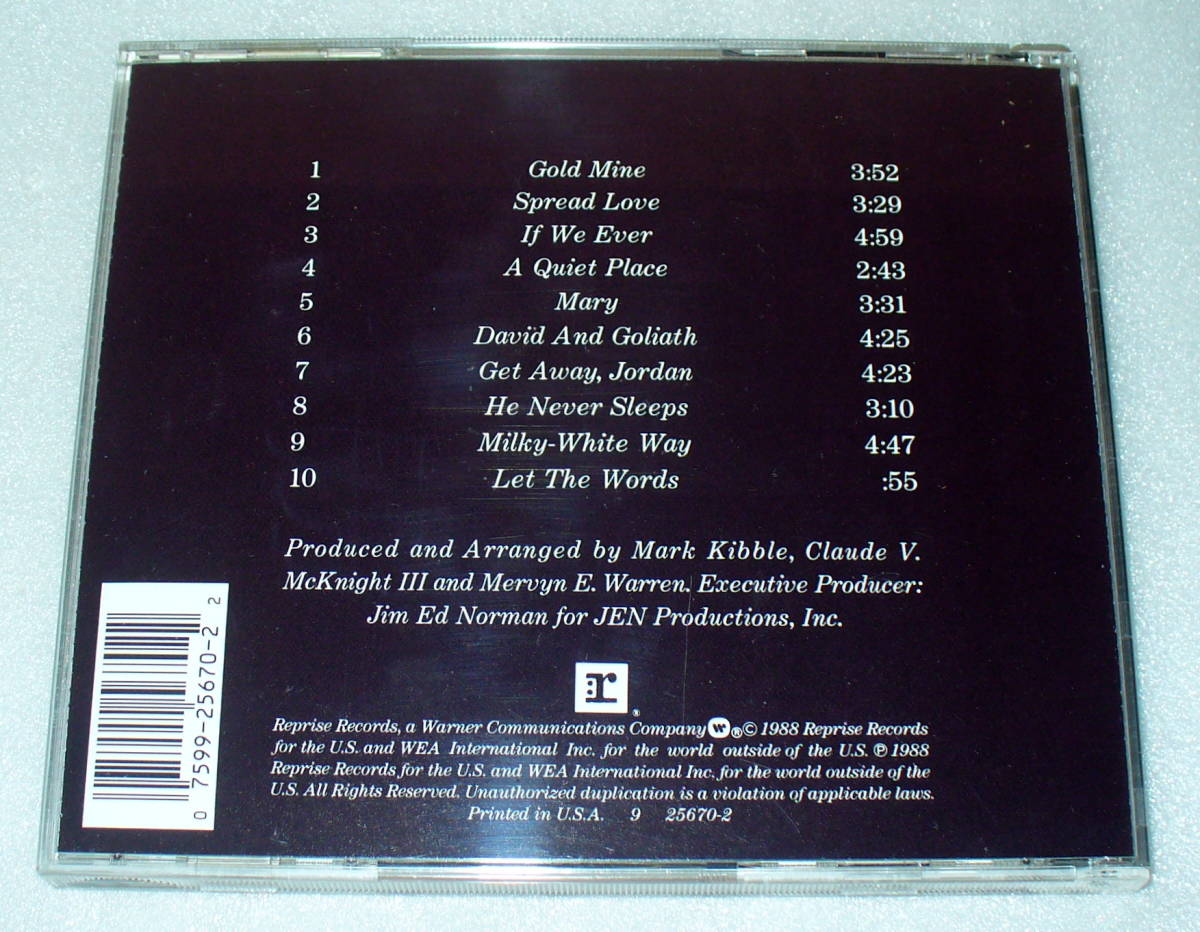 1 Gold Mine 3:52
2 Spread Love 3:29
3 If We Ever 4:59
4 A Quiet Place 2:43
5 Mary 3:31
6 David And Goliath 4:25
7 Get Away, Jordan 4:23
8 He Never Sleeps 3:10
9 Milky-White Way 4:47
10 Let The Words :55
Produced and Arranged by Mark Kibble, Claude V.
McKnight III and Mervyn E. Warren. Executive Producer:
Jim Ed Norman for JEN Productions, Inc.
r ®
Reprise Records, a Warner Communications Company W ® © 1988 Reprise Records
for the U.S. and WEA International Inc. for the world outside of the U.S. ℗ 1988
Reprise Records for the U.S. and WEA International Inc. for the world outside of the
U.S. All Rights Reserved. Unauthorized duplication is a violation of applicable laws.
Printed in U.S.A. 9 25670-2
0 7599-25670-2 2